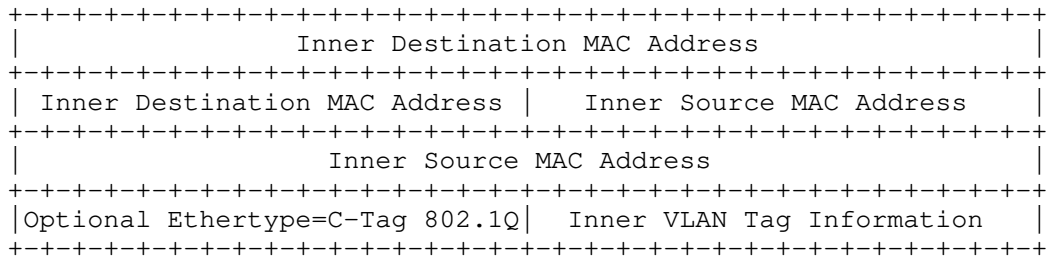 +-+-+-+-+-+-+-+-+-+-+-+-+-+-+-+-+-+-+-+-+-+-+-+-+-+-+-+-+-+-+-+-+
|                 Inner Destination MAC Address                 |
+-+-+-+-+-+-+-+-+-+-+-+-+-+-+-+-+-+-+-+-+-+-+-+-+-+-+-+-+-+-+-+-+
| Inner Destination MAC Address |   Inner Source MAC Address    |
+-+-+-+-+-+-+-+-+-+-+-+-+-+-+-+-+-+-+-+-+-+-+-+-+-+-+-+-+-+-+-+-+
|                   Inner Source MAC Address                    |
+-+-+-+-+-+-+-+-+-+-+-+-+-+-+-+-+-+-+-+-+-+-+-+-+-+-+-+-+-+-+-+-+
|Optional Ethertype=C-Tag 802.1Q|  Inner VLAN Tag Information   |
+-+-+-+-+-+-+-+-+-+-+-+-+-+-+-+-+-+-+-+-+-+-+-+-+-+-+-+-+-+-+-+-+